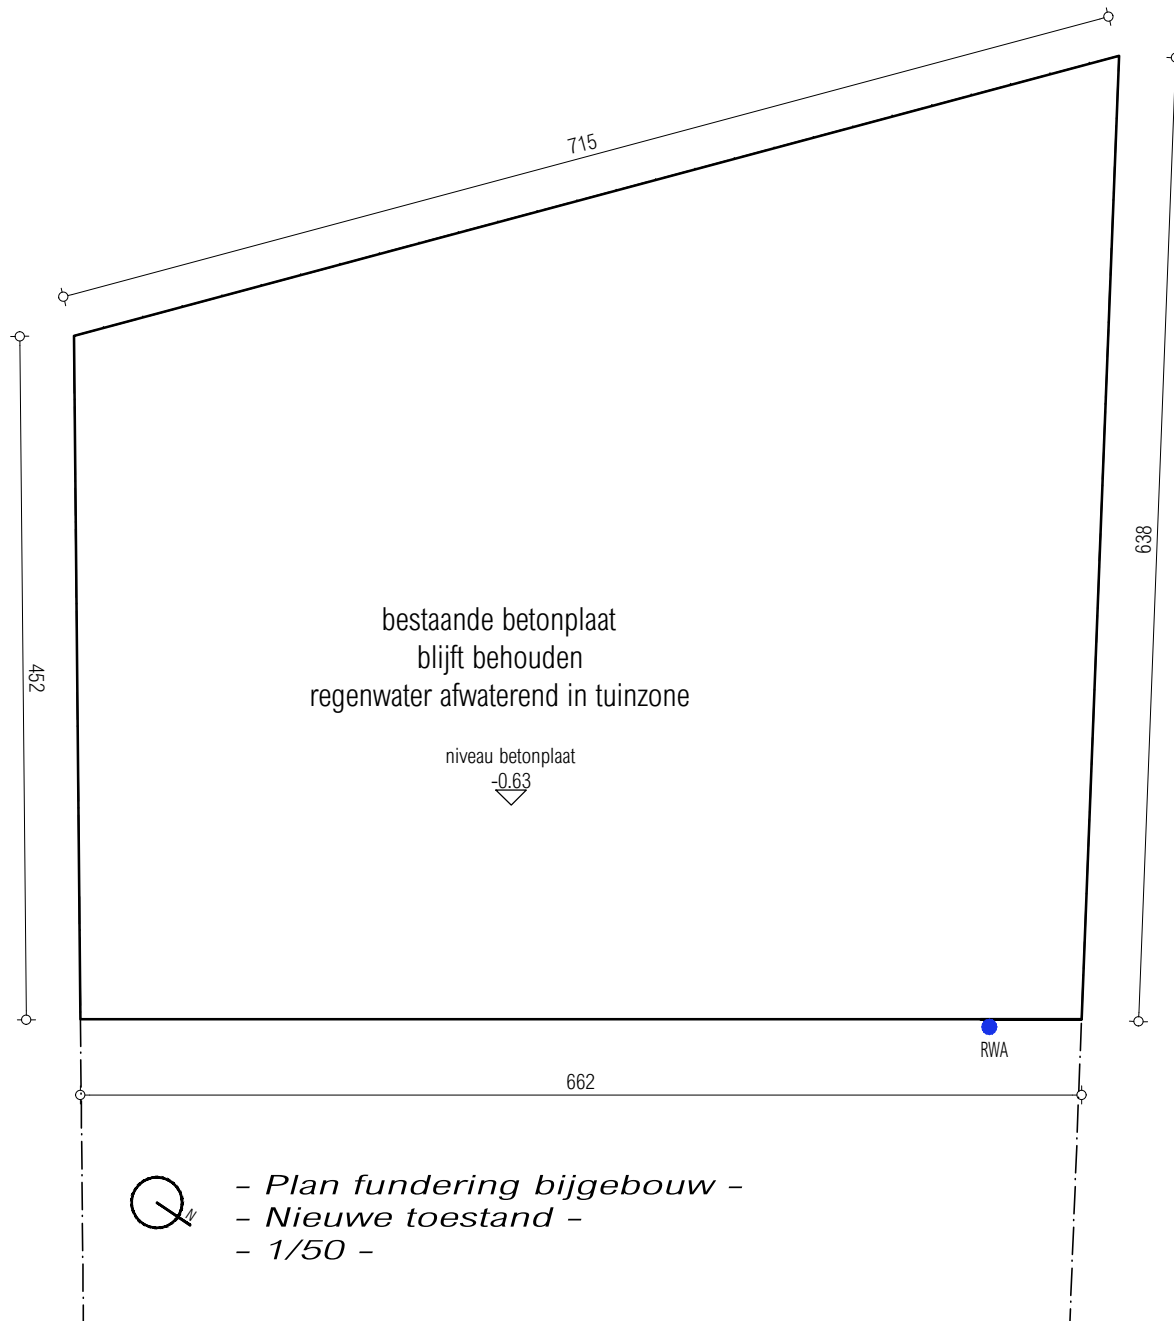 715
452
638
bestaande betonplaat
blijft behouden
regenwater afwaterend in tuinzone
niveau betonplaat
-0.63
RWA
662
N
- Plan fundering bijgebouw -
- Nieuwe toestand -
- 1/50 -